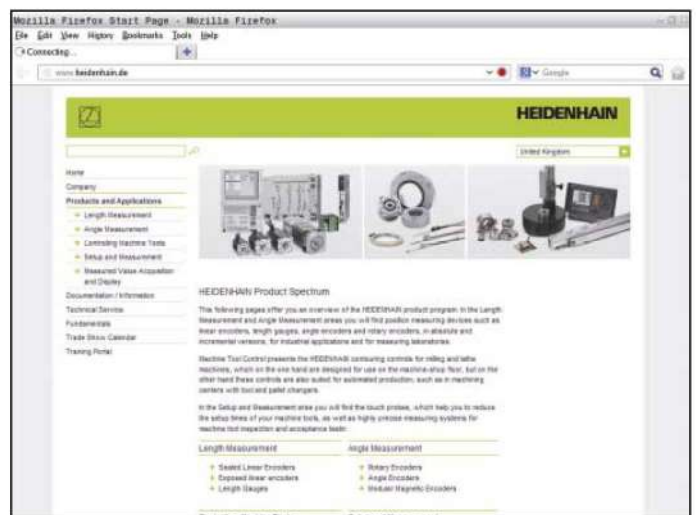 Mozilla Firefox Start Page - Mozilla Firefox
File Edit View History Bookmarks Tools Help
Connecting...
www.heidenhain.de
Google
HEIDENHAIN
United Kingdom
Home
Company
Products and Applications
Length Measurement
Angle Measurement
Controlling Machine Tools
Setup and Measurement
Measured Value Acquisition
and Display
Documentation / Information
Technical Service
Fundamentals
Trade Show Calendar
Training Portal
HEIDENHAIN Product Spectrum
This following pages offer you an overview of the HEIDENHAIN product program. In the Length
Measurement and Angle Measurement areas you will find position measuring devices such as
linear encoders, length gauges, angle encoders and rotary encoders, in absolute and
incremental versions, for industrial applications and for measuring laboratories.
Machine Tool Control presents the HEIDENHAIN contouring controls for milling and lathe
machines, which on the one hand are designed for use on the machine-shop floor, but on the
other hand these controls are also suited for automated production, such as in machining
centers with tool and pallet changers.
In the Setup and Measurement area you will find the touch probes, which help you to reduce
the setup times of your machine tools, as well as highly precise measuring systems for
machine tool inspection and acceptance testin
Length Measurement
Sealed Linear Encoders
Exposed linear encoders
Length Gauges
Angle Measurement
Rotary Encoders
Angle Encoders
Modular Magnetic Encoders